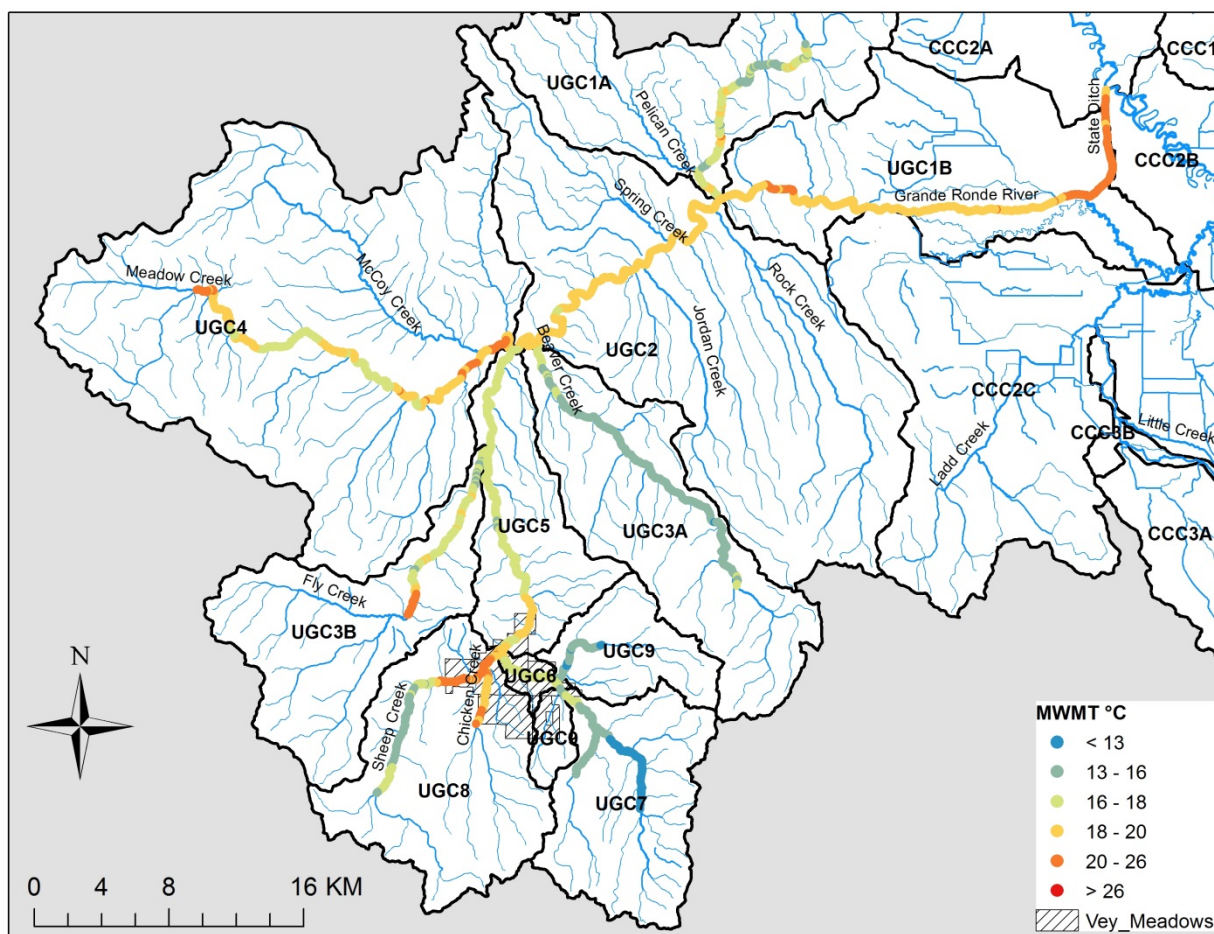 CCC2A
CCC1
UGC1A
Pelican Creek
State Ditch
CCC2B
UGC1B
Grande Ronde River
Spring Creek
Meadow Creek
McCoy Creek
Rock Creek
UGC4
Jordan Creek
Beaver Creek
UGC2
CCC2C
Little Creek
CCC3B
Ladd Creek
UGC5
UGC3A
CCC3A
Fly Creek
UGC3B
UGC9
N
UGC6
Chicken Creek
Sheep Creek
UGC9
UGC8
UGC7
MWMT °C
< 13
13 - 16
16 - 18
18 - 20
20 - 26
> 26
Vey_Meadows
0 4 8 16 KM